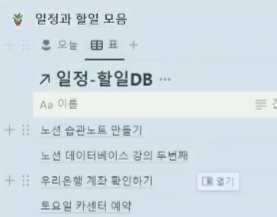 일정과 할일 모음
오늘 표
↗ 일정-할일DB ...
Aa 이름
노션 습관노트 만들기
노션 데이터베이스 강의 두번째
우리은행 계좌 확인하기 열기
토요일 카센터 예약